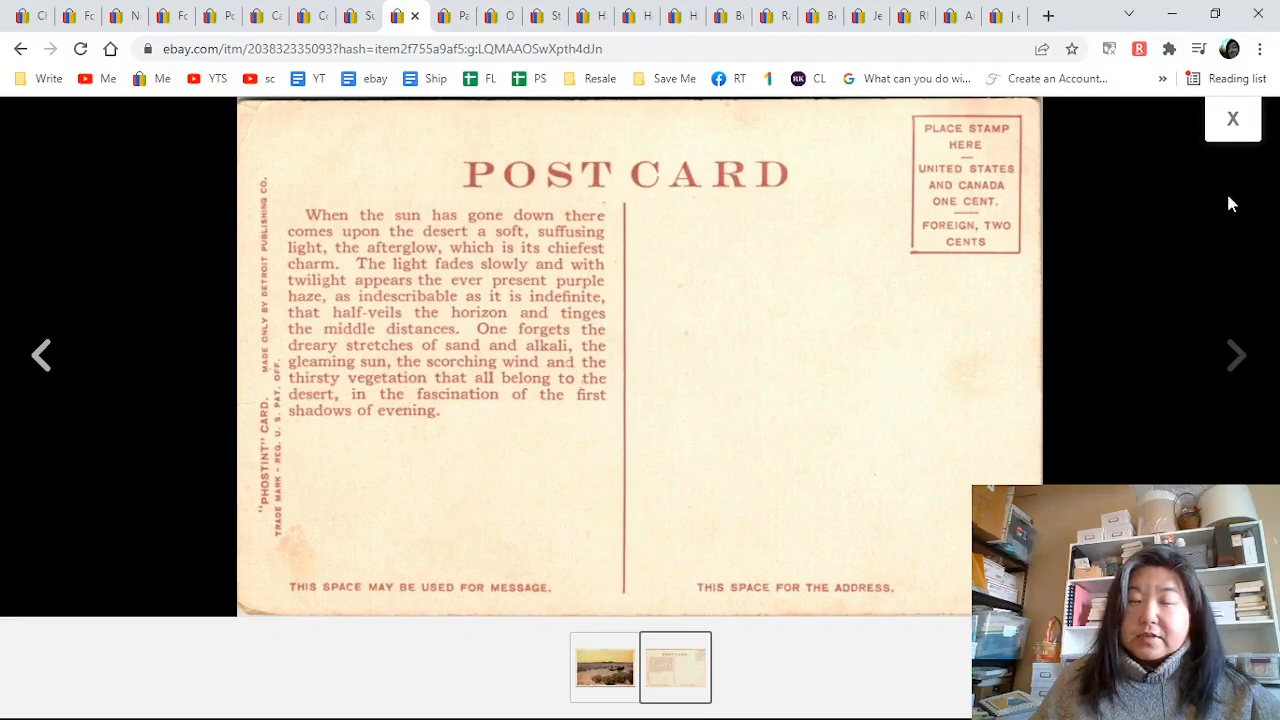 ebay.com/itm/203832335093?hash=item2f755a9af5:g:LQMAAOSwXpth4dJn
Write
Me
Me
YTS
sc
YT
ebay
Ship
FL
PS
Resale
Save Me
RT
CL
What can you do wi...
Create an Account...
»
Reading list
X
POST CARD
PLACE STAMP
HERE
UNITED STATES
AND CANADA
ONE CENT.
FOREIGN, TWO
CENTS
When the sun has gone down there
comes upon the desert a soft, suffusing
light, the afterglow, which is its chiefest
charm. The light fades slowly and with
twilight appears the ever present purple
haze, as indescribable as it is indefinite,
that half-veils the horizon and tinges
the middle distances. One forgets the
dreary stretches of sand and alkali, the
gleaming sun, the scorching wind and the
thirsty vegetation that all belong to the
desert, in the fascination of the first
shadows of evening.
"PHOSTINT" CARD. MADE ONLY BY DETROIT PUBLISHING CO.
TRADE MARK - REG. U. S. PAT. OFF.
THIS SPACE MAY BE USED FOR MESSAGE.
THIS SPACE FOR THE ADDRESS.